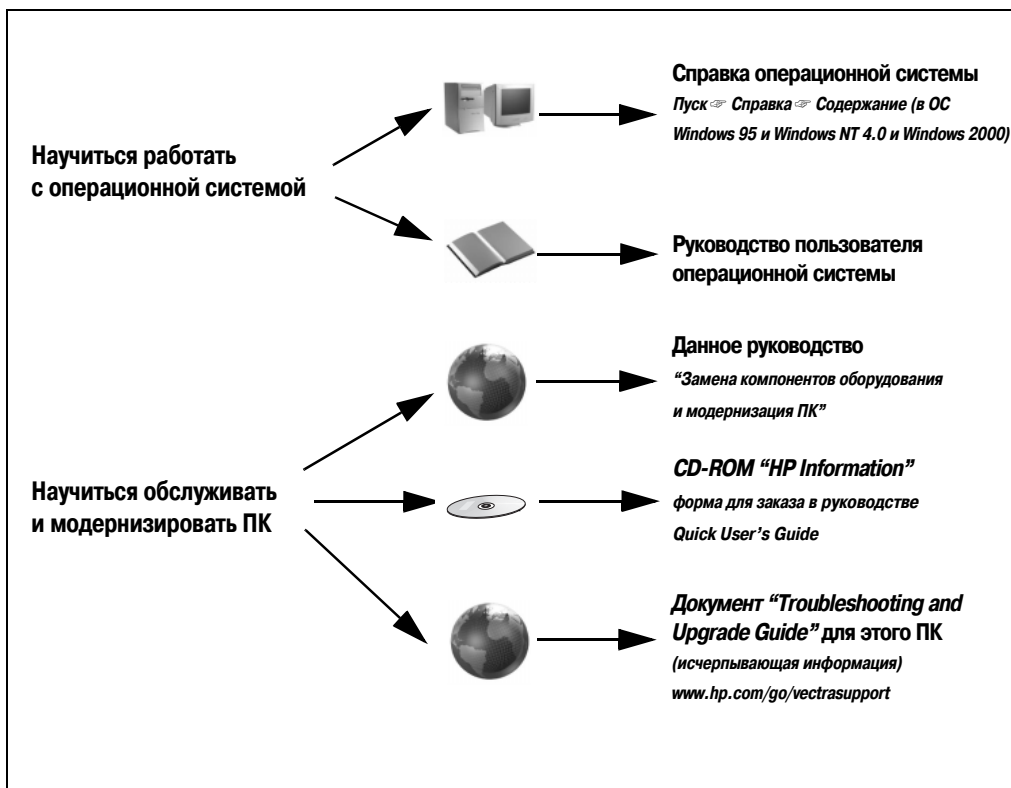 Научиться работать
с операционной системой
Справка операционной системы
Пуск ☞ Справка ☞ Содержание (в ОС
Windows 95 и Windows NT 4.0 и Windows 2000)
Руководство пользователя
операционной системы
Научиться обслуживать
и модернизировать ПК
Данное руководство
“Замена компонентов оборудования
и модернизация ПК”
CD-ROM “HP Information”
форма для заказа в руководстве
Quick User’s Guide
Документ “Troubleshooting and
Upgrade Guide” для этого ПК
(исчерпывающая информация)
www.hp.com/go/vectrasupport